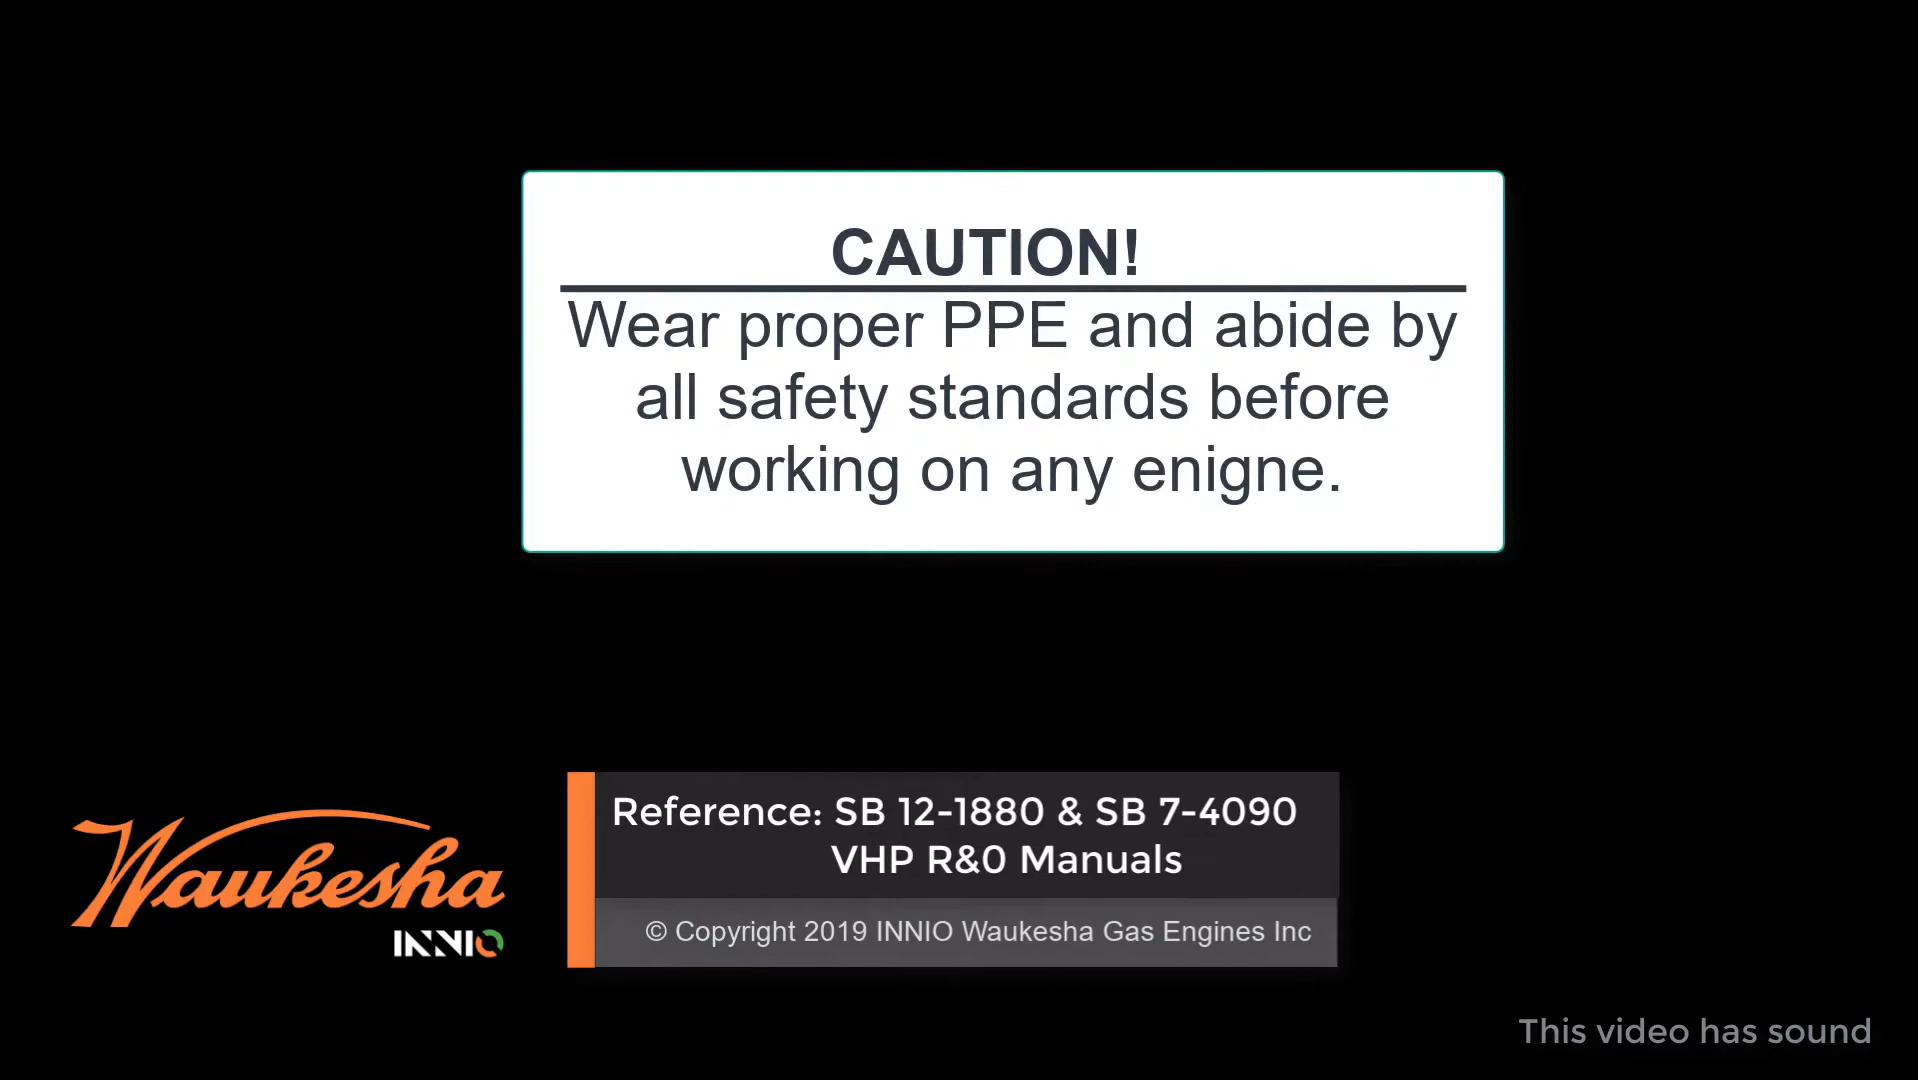 CAUTION!
Wear proper PPE and abide by
all safety standards before
working on any enigne.
Waukesha
INNIO
Reference: SB 12-1880 & SB 7-4090
VHP R&0 Manuals
© Copyright 2019 INNIO Waukesha Gas Engines Inc
This video has sound